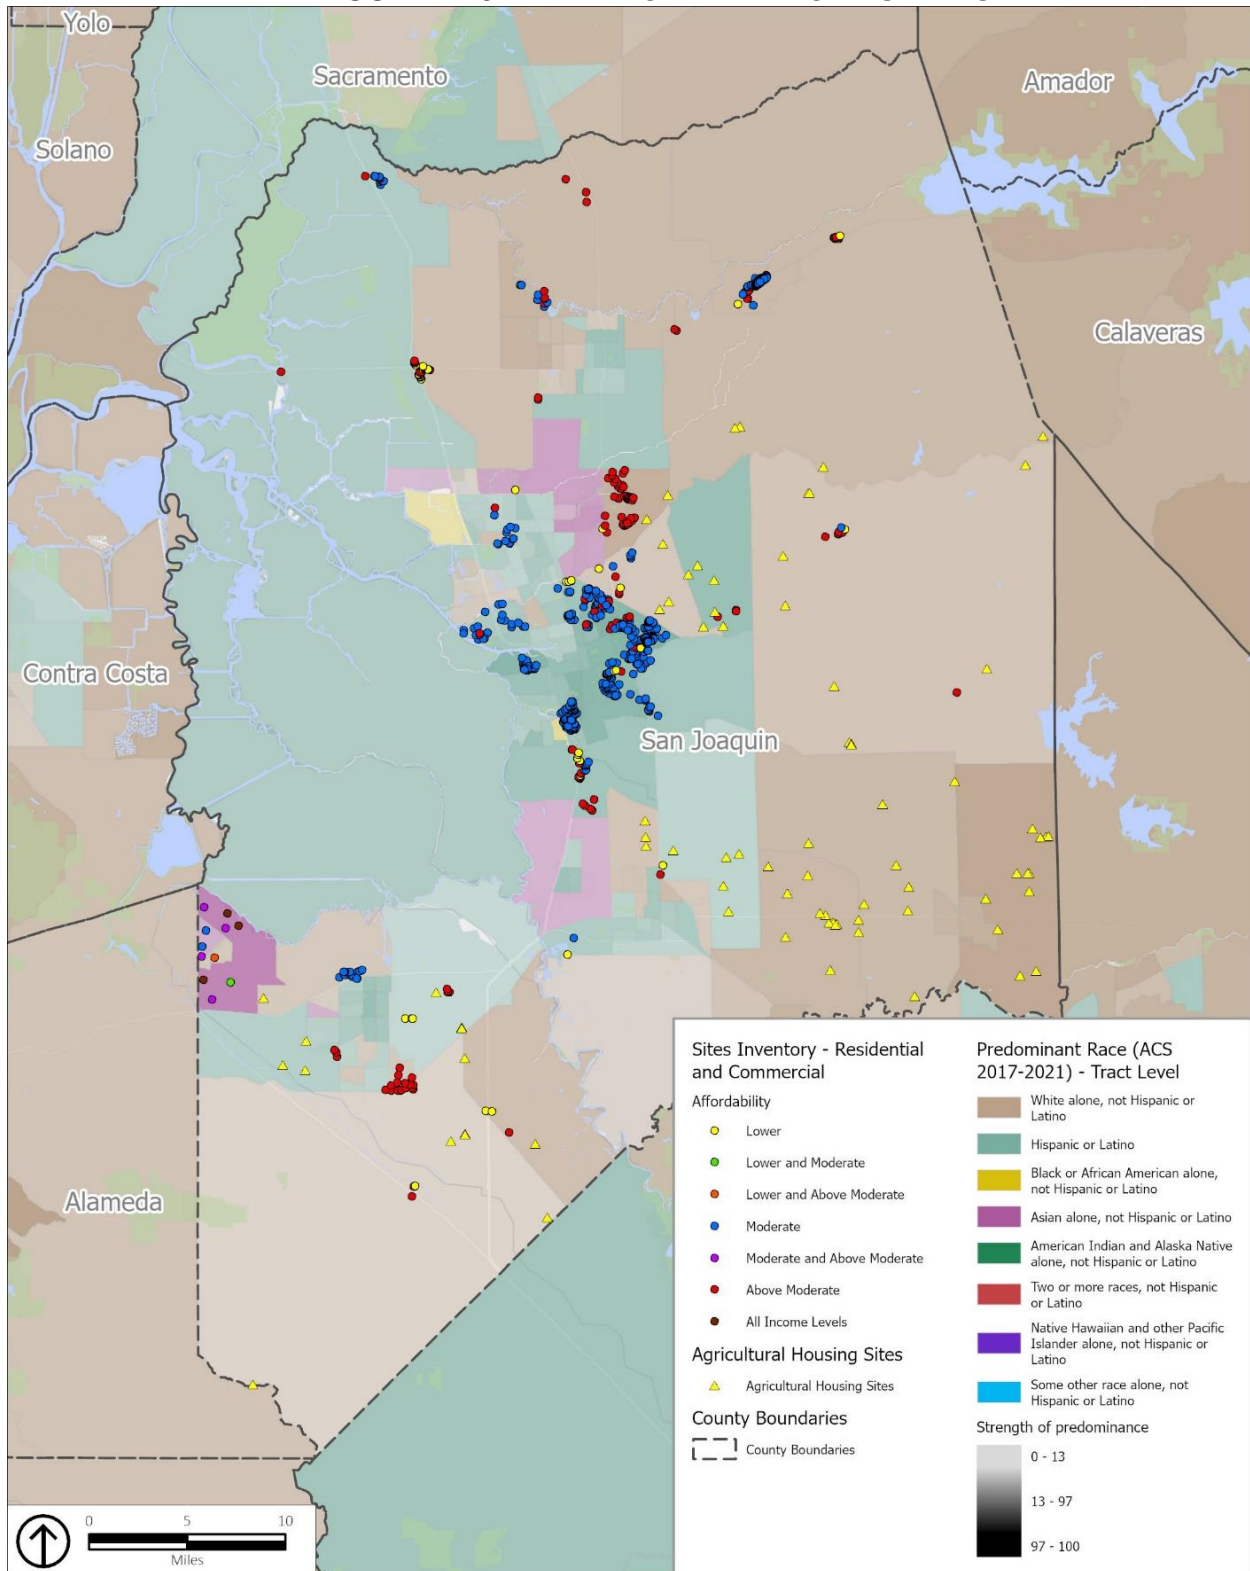 Yolo
Sacramento
Amador
Solano
Calaveras
Contra Costa
San Joaquin
Alameda
Sites Inventory - Residential
and Commercial
Affordability
Lower
Lower and Moderate
Lower and Above Moderate
Moderate
Moderate and Above Moderate
Above Moderate
All Income Levels
Agricultural Housing Sites
Agricultural Housing Sites
County Boundaries
County Boundaries
Predominant Race (ACS
2017-2021) - Tract Level
White alone, not Hispanic or
Latino
Hispanic or Latino
Black or African American alone,
not Hispanic or Latino
Asian alone, not Hispanic or Latino
American Indian and Alaska Native
alone, not Hispanic or Latino
Two or more races, not Hispanic
or Latino
Native Hawaiian and other Pacific
Islander alone, not Hispanic or
Latino
Some other race alone, not
Hispanic or Latino
Strength of predominance
0 - 13
13 - 97
97 - 100
0 5 10
Miles